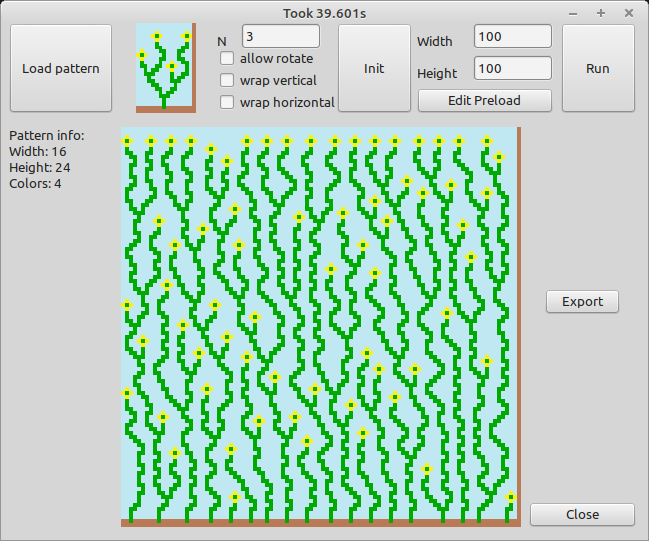 Took 39.601s
Load pattern
N
3
allow rotate
wrap vertical
wrap horizontal
Init
Width
100
Height
100
Edit Preload
Run
Pattern info:
Width: 16
Height: 24
Colors: 4
Export
Close